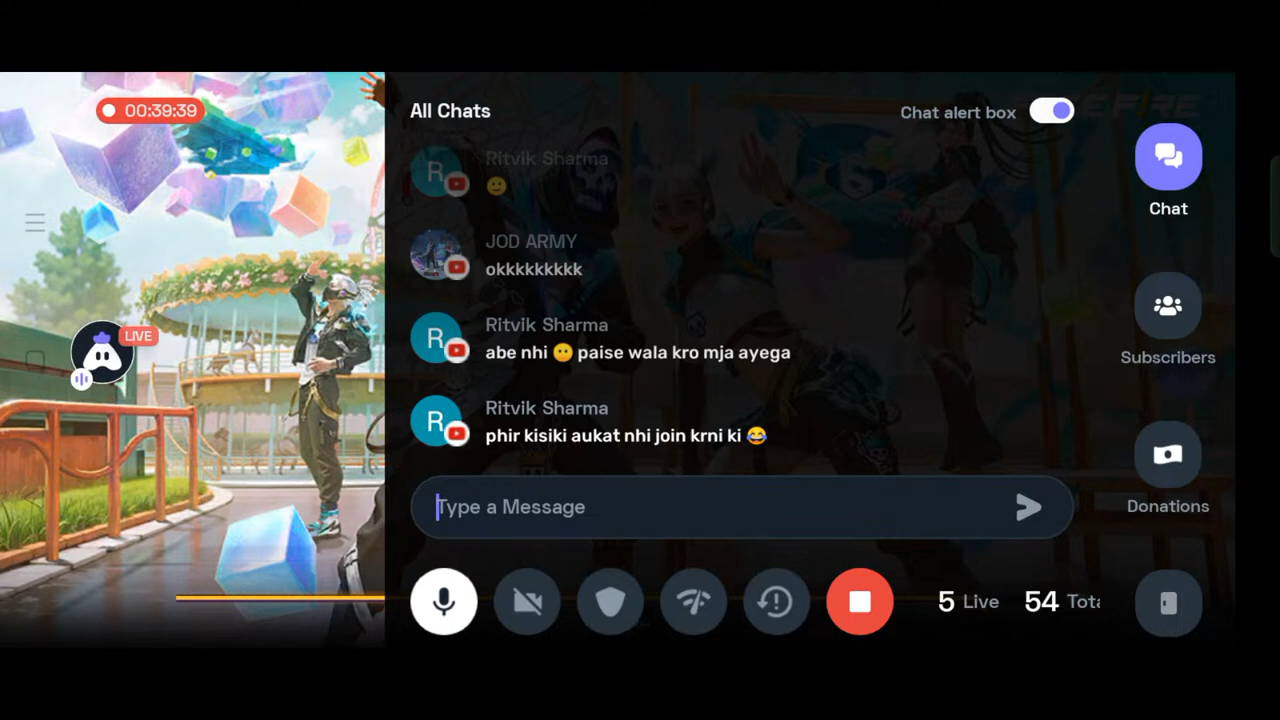 00:39:39
All Chats
Chat alert box
Ritvik Sharma
🙂
JOD ARMY
okkkkkkkkk
Ritvik Sharma
abe nhi 😶 paise wala kro mja ayega
Ritvik Sharma
phir kisiki aukat nhi join krni ki 😂
Type a Message
5 Live 54 Tota
Chat
Subscribers
Donations
LIVE
R
R
R